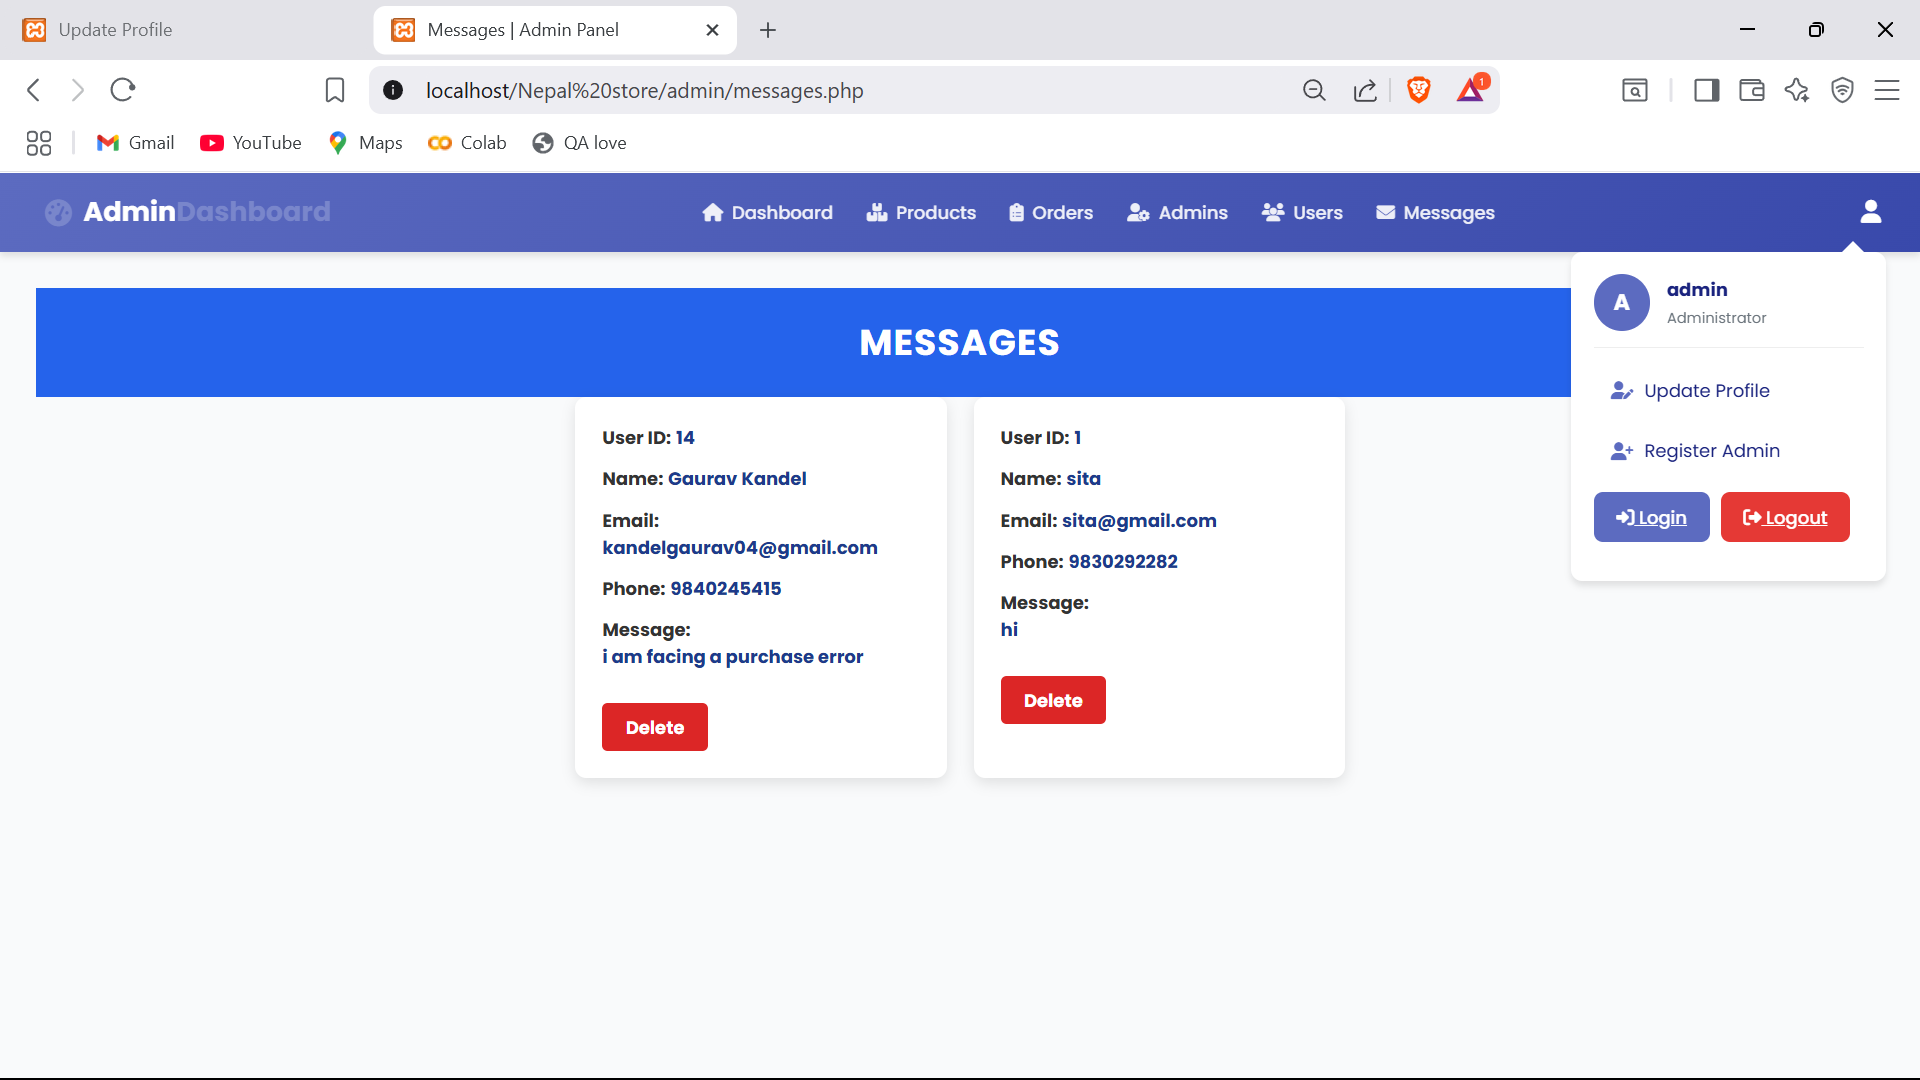 Update Profile
Messages | Admin Panel
localhost/Nepal%20store/admin/messages.php
1
Gmail
YouTube
Maps
Colab
QA love
AdminDashboard
Dashboard
Products
Orders
Admins
Users
Messages
MESSAGES
A
admin
Administrator
Update Profile
Register Admin
Login
Logout
User ID: 14
Name: Gaurav Kandel
Email:
kandelgaurav04@gmail.com
Phone: 9840245415
Message:
i am facing a purchase error
Delete
User ID: 1
Name: sita
Email: sita@gmail.com
Phone: 9830292282
Message:
hi
Delete